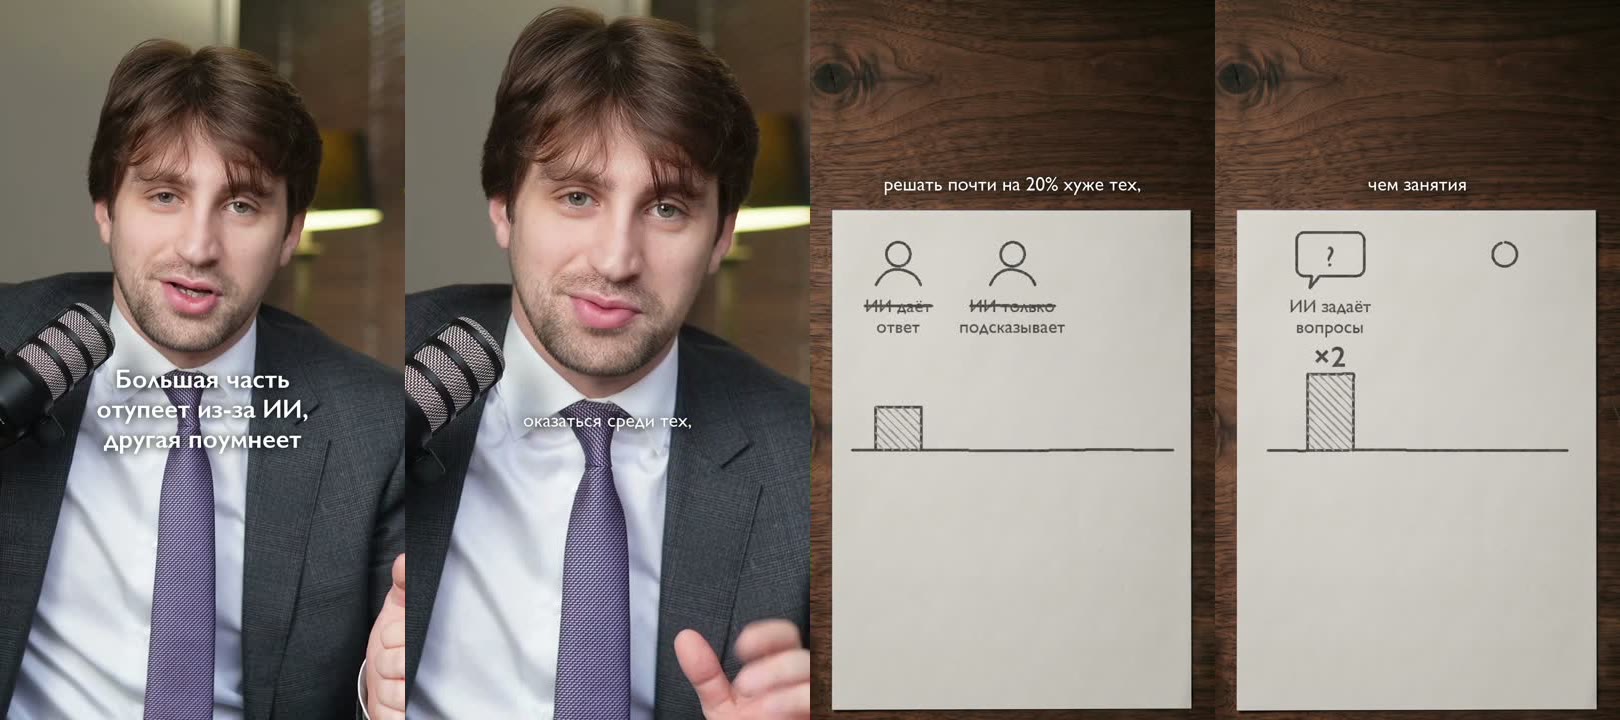 Большая часть
отупеет из-за ИИ,
другая поумнеет
оказаться среди тех,
решать почти на 20% хуже тех,
ИИ даёт
ответ
ИИ только
подсказывает
чем занятия
?
ИИ задаёт
вопросы
×2